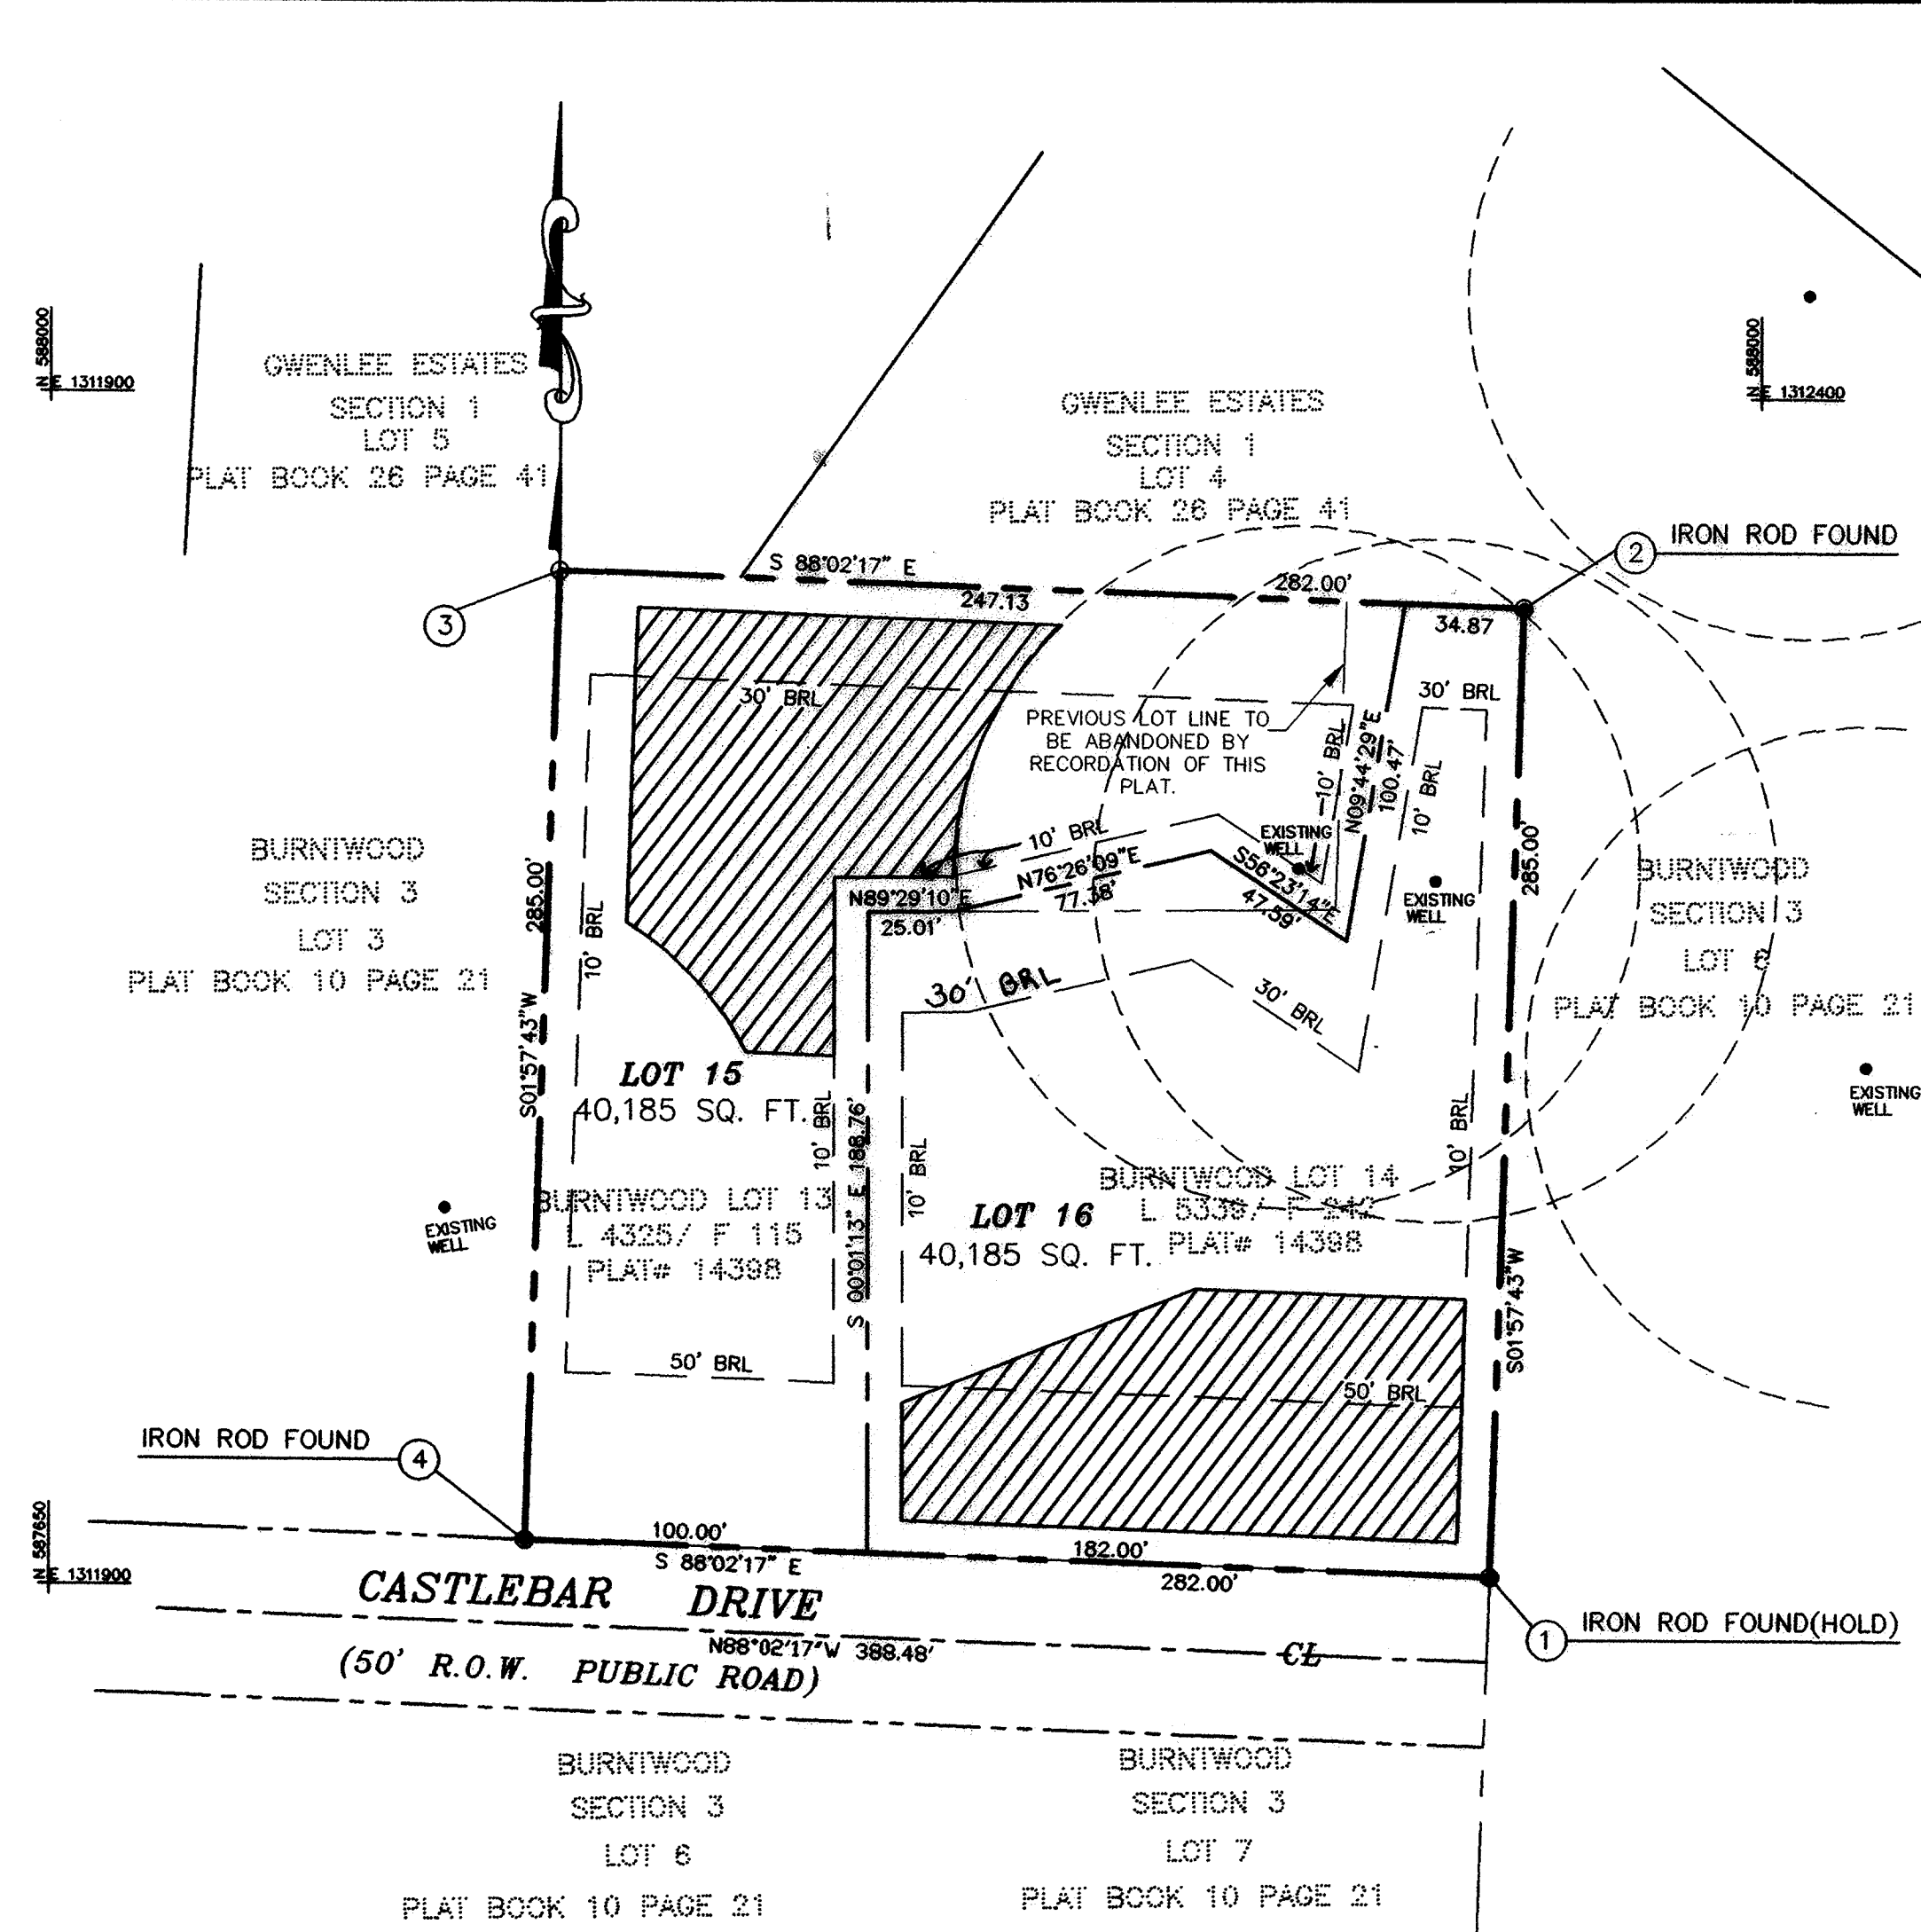 N 588000
E 1311900
GWENLEE ESTATES
SECTION 1
LOT 5
PLAT BOOK 26 PAGE 41
GWENLEE ESTATES
SECTION 1
LOT 4
PLAT BOOK 26 PAGE 41
N 588000
E 1312400
2
IRON ROD FOUND
3
S 88°02'17" E
247.13
282.00'
34.87
30' BRL
30' BRL
PREVIOUS LOT LINE TO
BE ABANDONED BY
RECORDATION OF THIS
PLAT.
10' BRL
N09°44'29"E
100.47'
10' BRL
10' BRL
EXISTING
WELL
EXISTING
WELL
N76°26'09"E
77.38'
S56°23'14"E
47.59'
N89°29'10"E
25.01'
285.00'
S01°57'43"W
10' BRL
285.00'
S01°57'43"W
10' BRL
BURNTWOOD
SECTION 3
LOT 3
PLAT BOOK 10 PAGE 21
BURNTWOOD
SECTION 3
LOT 6
PLAT BOOK 10 PAGE 21
30' BRL
30' BRL
LOT 15
40,185 SQ. FT.
10' BRL
S 00°01'13" E 188.76'
10' BRL
BURNTWOOD LOT 13
L 4325/ F 115
PLAT# 14398
BURNTWOOD LOT 14
L 5339/ F 242
PLAT# 14398
LOT 16
40,185 SQ. FT.
EXISTING
WELL
EXISTING
WELL
50' BRL
50' BRL
IRON ROD FOUND
4
N 587650
E 1311900
100.00'
S 88°02'17" E
182.00'
282.00'
CASTLEBAR DRIVE
N88°02'17"W 388.48'
CL
(50' R.O.W. PUBLIC ROAD)
1
IRON ROD FOUND(HOLD)
BURNTWOOD
SECTION 3
LOT 6
PLAT BOOK 10 PAGE 21
BURNTWOOD
SECTION 3
LOT 7
PLAT BOOK 10 PAGE 21